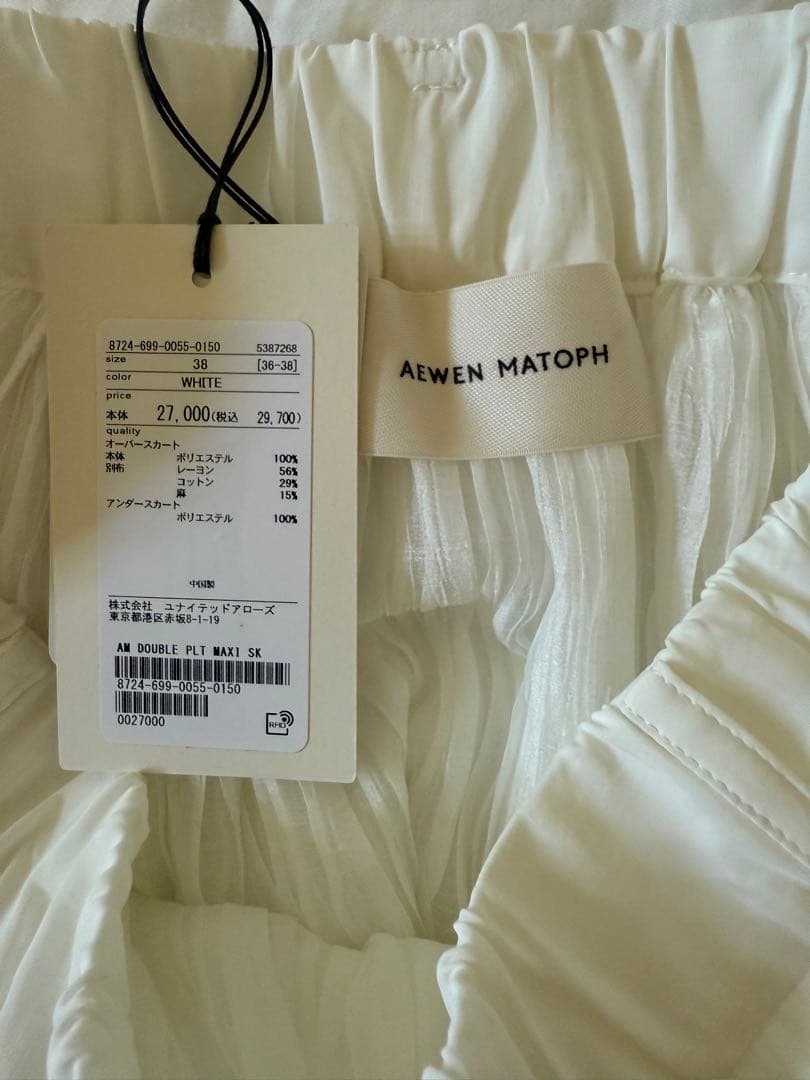 8724-699-0055-0150 5387268
size 38 [36-38]
color WHITE
price
本体 27,000(税込 29,700)
quality
オーバースカート
本体 ポリエステル 100%
別布 レーヨン 56%
コットン 29%
麻 15%
アンダースカート
ポリエステル 100%
中国製
株式会社 ユナイテッドアローズ
東京都港区赤坂8-1-19
AM DOUBLE PLT MAXI SK
8724-699-0055-0150
0027000
RFID
AEWEN MATOPH